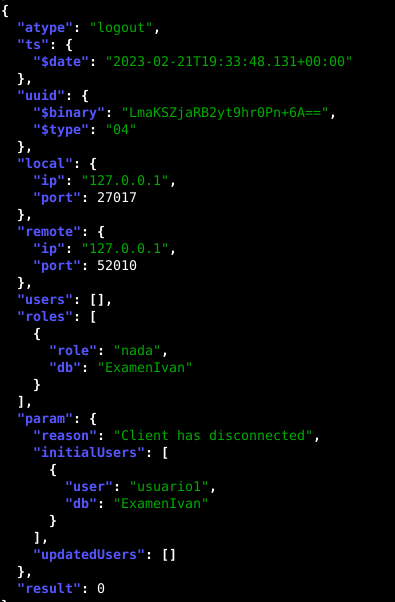 {
  "atype": "logout",
  "ts": {
    "$date": "2023-02-21T19:33:48.131+00:00"
  },
  "uuid": {
    "$binary": "LmaKSZjaRB2yt9hr0Pn+6A==",
    "$type": "04"
  },
  "local": {
    "ip": "127.0.0.1",
    "port": 27017
  },
  "remote": {
    "ip": "127.0.0.1",
    "port": 52010
  },
  "users": [],
  "roles": [
    {
      "role": "nada",
      "db": "ExamenIvan"
    }
  ],
  "param": {
    "reason": "Client has disconnected",
    "initialUsers": [
      {
        "user": "usuario1",
        "db": "ExamenIvan"
      }
    ],
    "updatedUsers": []
  },
  "result": 0
}